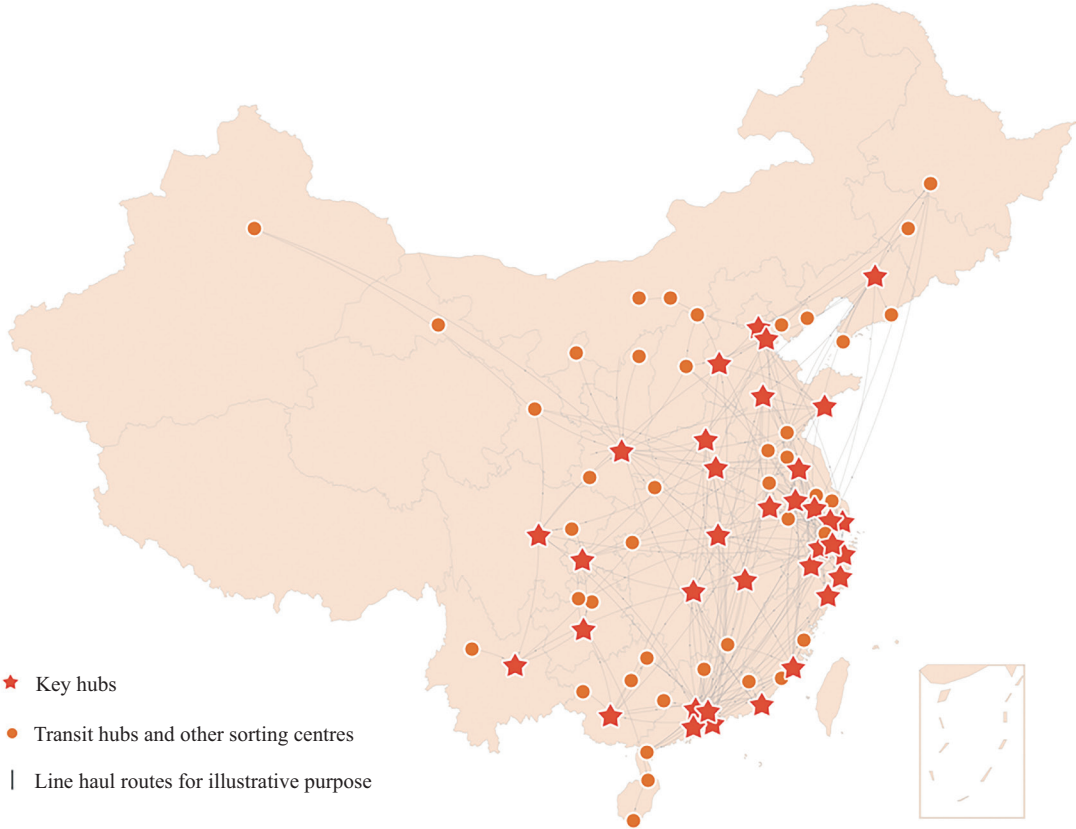 Key hubs
Transit hubs and other sorting centres
Line haul routes for illustrative purpose